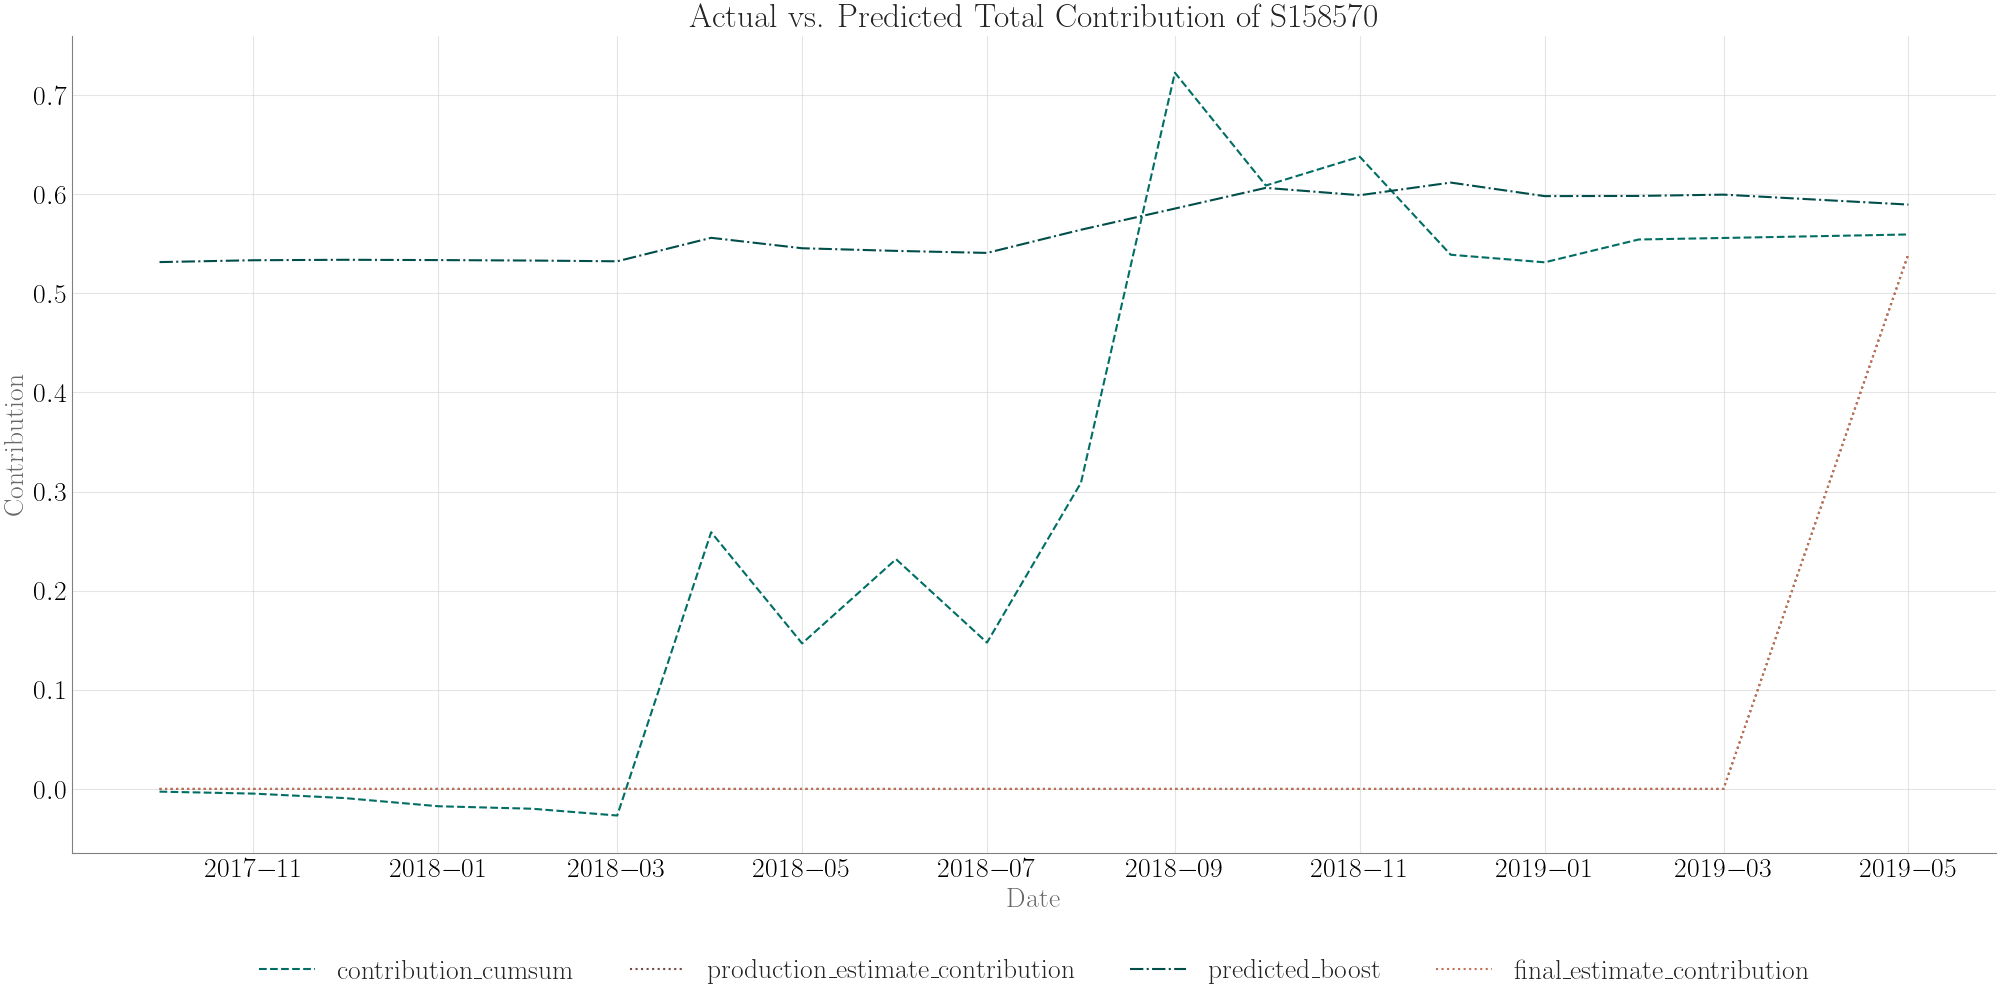 Actual vs. Predicted Total Contribution of S158570
Contribution
0.7
0.6
0.5
0.4
0.3
0.2
0.1
0.0
2017−11 2018−01 2018−03 2018−05 2018−07 2018−09 2018−11 2019−01 2019−03 2019−05
Date
contribution_cumsum production_estimate_contribution predicted_boost final_estimate_contribution